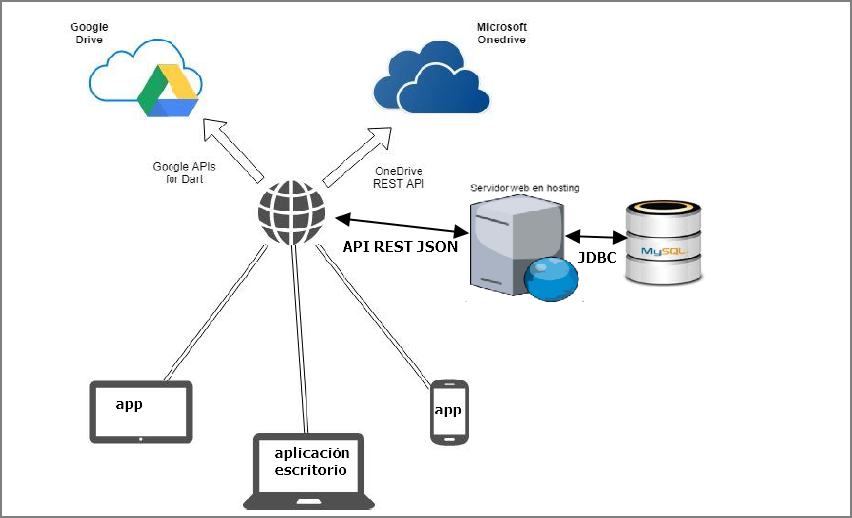 Google
Drive
Microsoft
Onedrive
Google APIs
for Dart
OneDrive
REST API
Servidor web en hosting
API REST JSON
JDBC
MySQL
app
app
aplicación
escritorio